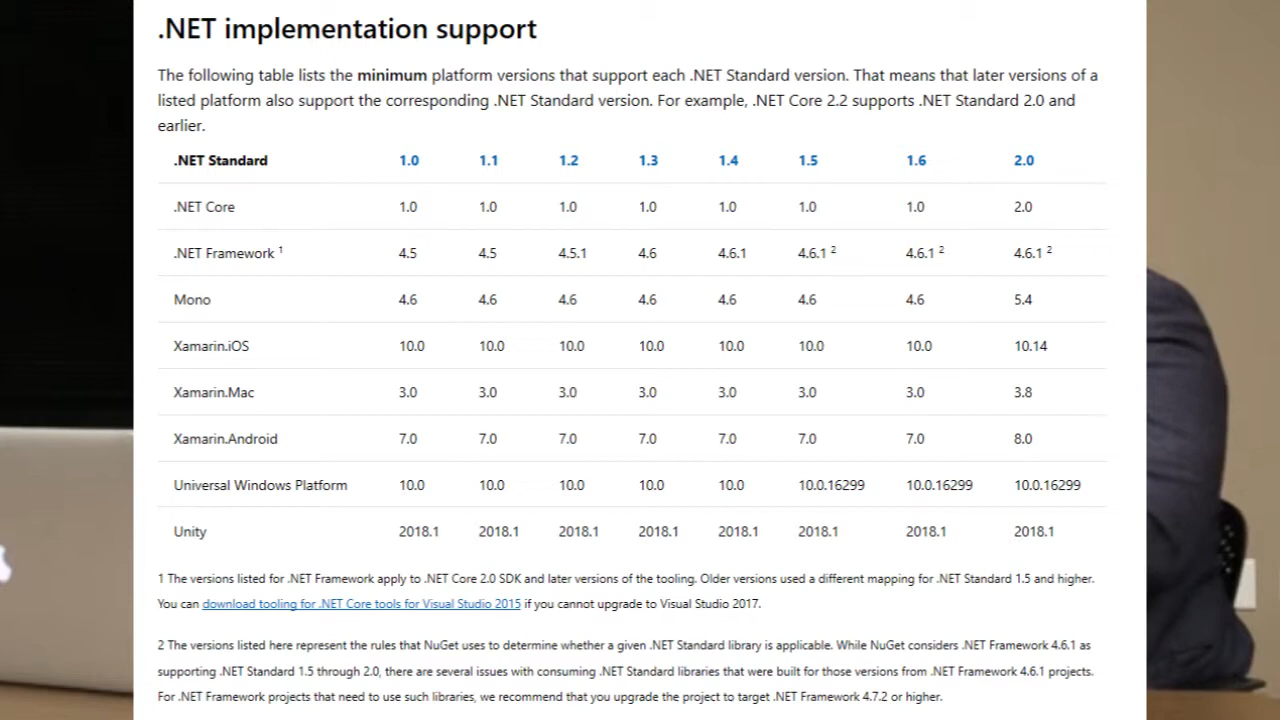 .NET implementation support
The following table lists the minimum platform versions that support each .NET Standard version. That means that later versions of a
listed platform also support the corresponding .NET Standard version. For example, .NET Core 2.2 supports .NET Standard 2.0 and
earlier.
.NET Standard 1.0 1.1 1.2 1.3 1.4 1.5 1.6 2.0
.NET Core 1.0 1.0 1.0 1.0 1.0 1.0 1.0 2.0
.NET Framework 1 4.5 4.5 4.5.1 4.6 4.6.1 4.6.1 2 4.6.1 2 4.6.1 2
Mono 4.6 4.6 4.6 4.6 4.6 4.6 4.6 5.4
Xamarin.iOS 10.0 10.0 10.0 10.0 10.0 10.0 10.0 10.14
Xamarin.Mac 3.0 3.0 3.0 3.0 3.0 3.0 3.0 3.8
Xamarin.Android 7.0 7.0 7.0 7.0 7.0 7.0 7.0 8.0
Universal Windows Platform 10.0 10.0 10.0 10.0 10.0 10.0.16299 10.0.16299 10.0.16299
Unity 2018.1 2018.1 2018.1 2018.1 2018.1 2018.1 2018.1 2018.1
1 The versions listed for .NET Framework apply to .NET Core 2.0 SDK and later versions of the tooling. Older versions used a different mapping for .NET Standard 1.5 and higher.
You can download tooling for .NET Core tools for Visual Studio 2015 if you cannot upgrade to Visual Studio 2017.
2 The versions listed here represent the rules that NuGet uses to determine whether a given .NET Standard library is applicable. While NuGet considers .NET Framework 4.6.1 as
supporting .NET Standard 1.5 through 2.0, there are several issues with consuming .NET Standard libraries that were built for those versions from .NET Framework 4.6.1 projects.
For .NET Framework projects that need to use such libraries, we recommend that you upgrade the project to target .NET Framework 4.7.2 or higher.